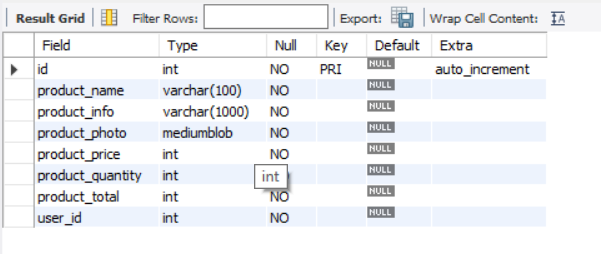 Result Grid Filter Rows: Export: Wrap Cell Content: IA
Field Type Null Key Default Extra
id int NO PRI NULL auto_increment
product_name varchar(100) NO NULL
product_info varchar(1000) NO NULL
product_photo mediumblob NO NULL
product_price int NO NULL
product_quantity int int NULL
product_total int NO NULL
user_id int NO NULL